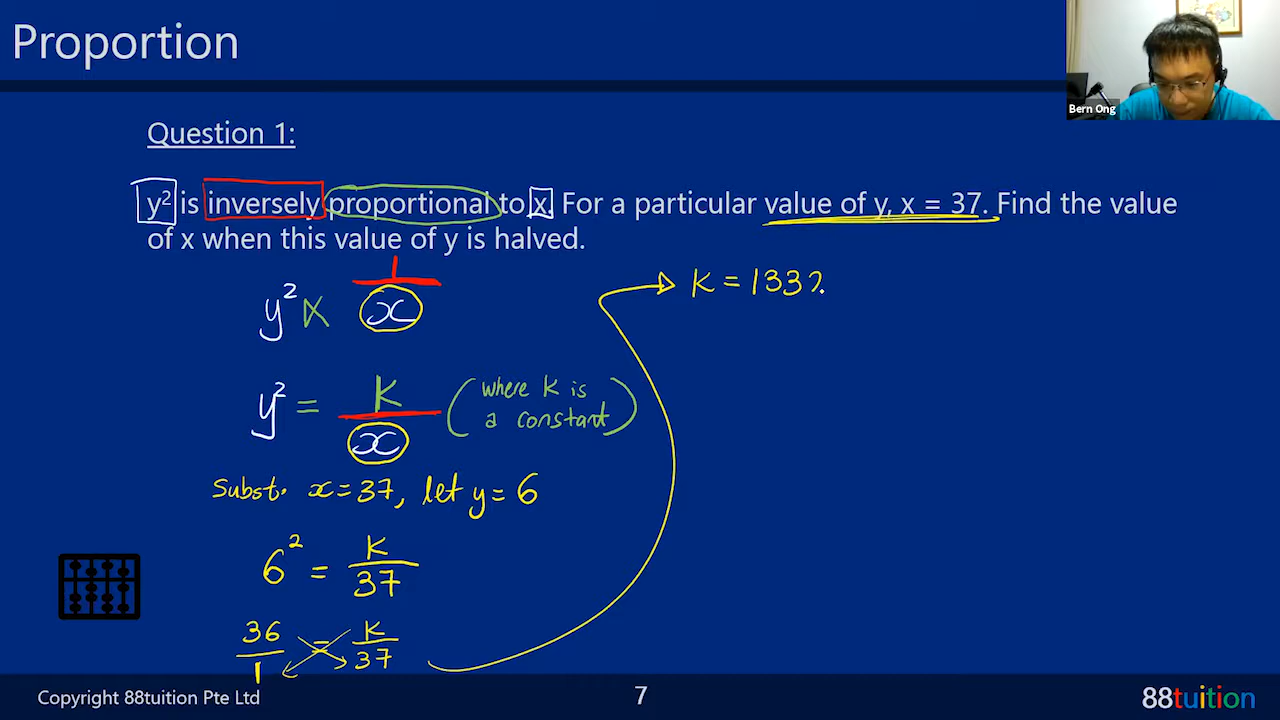 Proportion
Bern Ong
Question 1:
y² is inversely proportional to x. For a particular value of y, x = 37. Find the value
of x when this value of y is halved.
y² ∝ 1/x
K = 1332
y² = K/x (where K is a constant)
Subst. x = 37, let y = 6
6² = K/37
36/1 = K/37
Copyright 88tuition Pte Ltd
7
88tuition